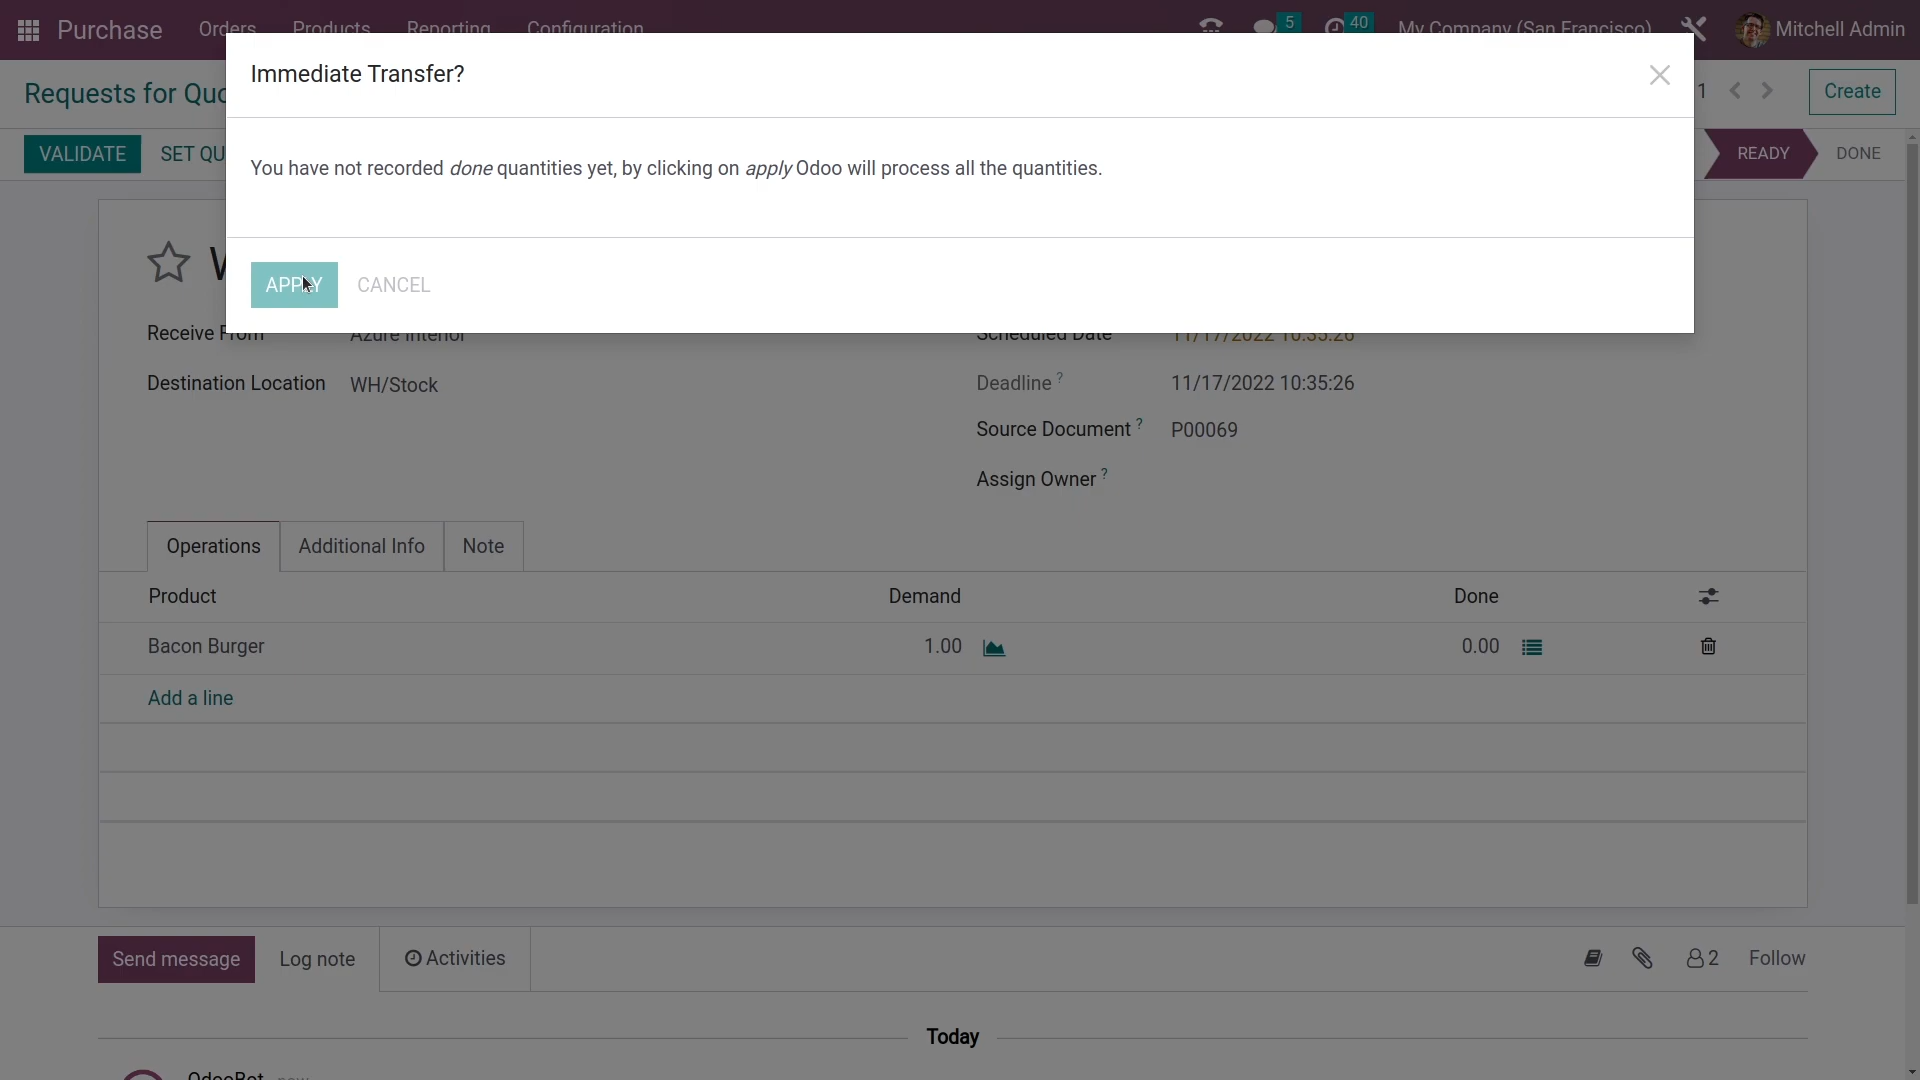 Purchase Orders Products Reporting Configuration 5 40 My Company (San Francisco) Mitchell Admin
Immediate Transfer?
Requests for Quo 1 Create
VALIDATE SET QU READY DONE
You have not recorded done quantities yet, by clicking on apply Odoo will process all the quantities.
APPLY CANCEL
Receive From Azure Interior Scheduled Date 11/17/2022 10:35:26
Destination Location WH/Stock Deadline ? 11/17/2022 10:35:26
Source Document ? P00069
Assign Owner ?
Operations Additional Info Note
Product Demand Done
Bacon Burger 1.00 0.00
Add a line
Send message Log note Activities 2 Follow
Today
OdooBot now